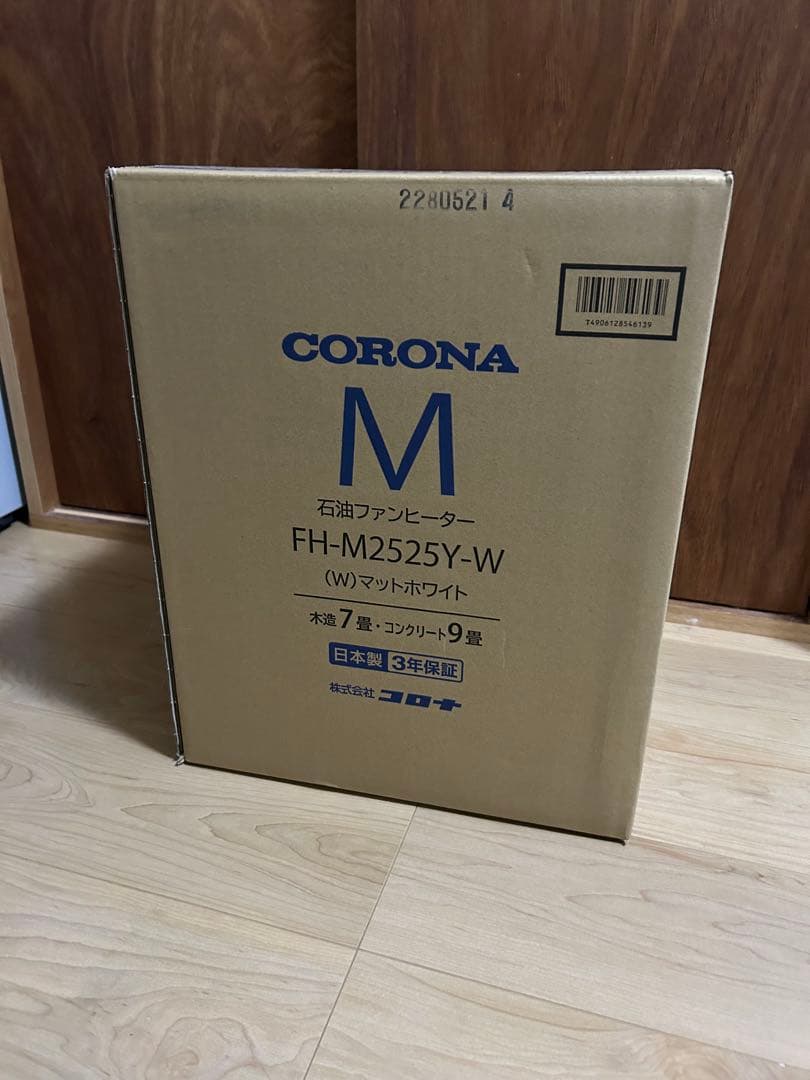 2280521 4
T4906128546139
CORONA
M
石油ファンヒーター
FH-M2525Y-W
(W)マットホワイト
木造7畳・コンクリート9畳
日本製 3年保証
株式会社 コロナ